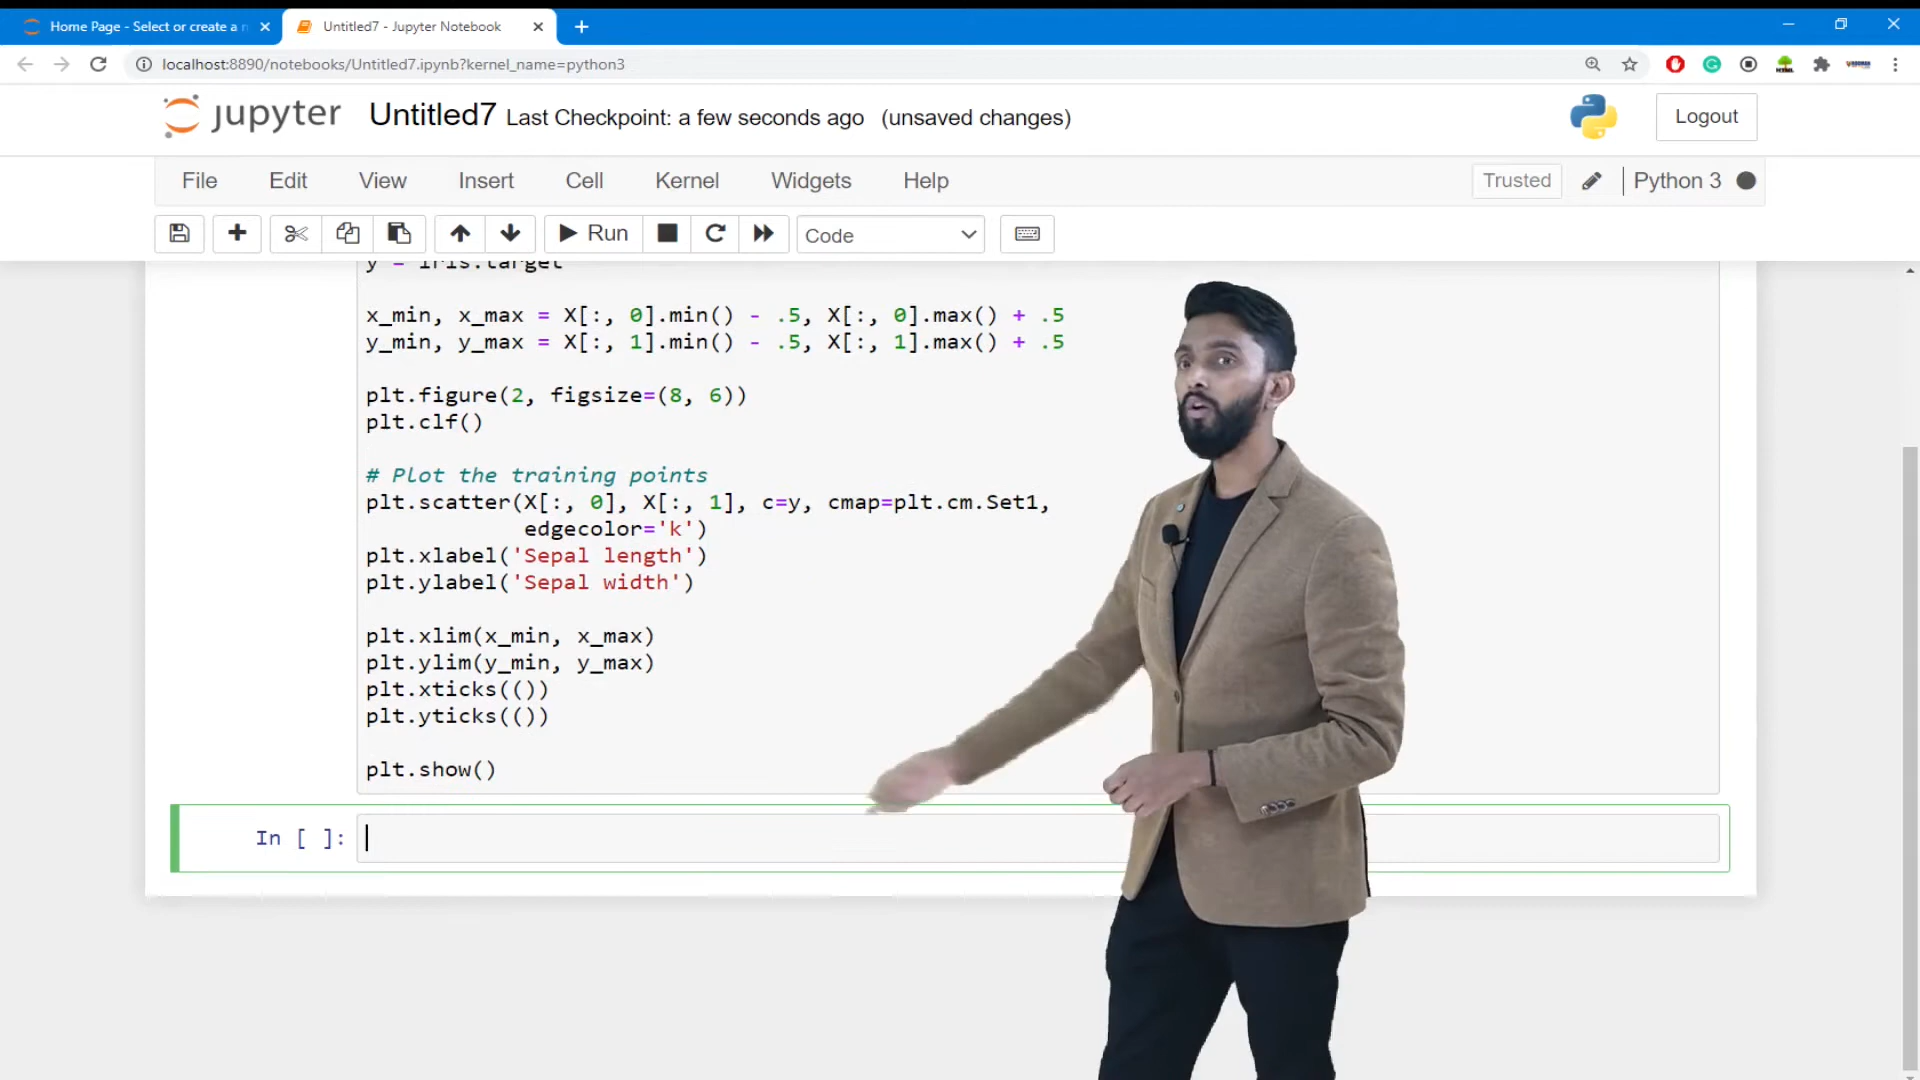 Home Page - Select or create a n
Untitled7 - Jupyter Notebook
localhost:8890/notebooks/Untitled7.ipynb?kernel_name=python3
jupyter Untitled7 Last Checkpoint: a few seconds ago (unsaved changes)
Logout
File Edit View Insert Cell Kernel Widgets Help Trusted Python 3
Run Code
y = iris.target
x_min, x_max = X[:, 0].min() - .5, X[:, 0].max() + .5
y_min, y_max = X[:, 1].min() - .5, X[:, 1].max() + .5
plt.figure(2, figsize=(8, 6))
plt.clf()
# Plot the training points
plt.scatter(X[:, 0], X[:, 1], c=y, cmap=plt.cm.Set1,
edgecolor='k')
plt.xlabel('Sepal length')
plt.ylabel('Sepal width')
plt.xlim(x_min, x_max)
plt.ylim(y_min, y_max)
plt.xticks(())
plt.yticks(())
plt.show()
In [ ]: